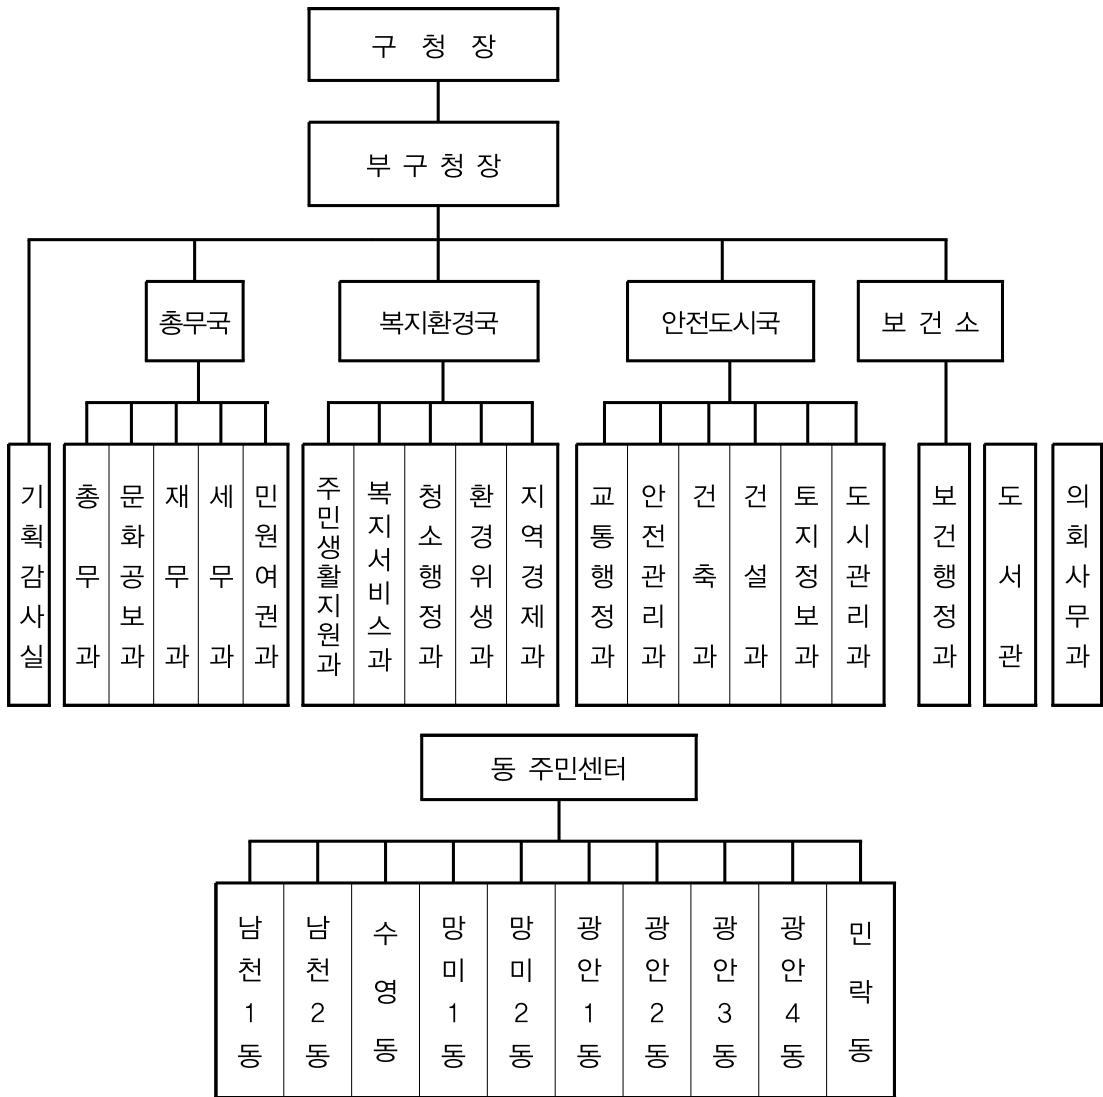 구 청 장
부 구 청 장
총무국
복지환경국
안전도시국
보 건 소
기획감사실
총무과
문화공보과
재무과
세무과
민원여권과
주민생활지원과
복지서비스과
청소행정과
환경위생과
지역경제과
교통행정과
안전관리과
건축과
건설과
토지정보과
도시관리과
보건행정과
도서관
의회사무과
동 주민센터
남천1동
남천2동
수영동
망미1동
망미2동
광안1동
광안2동
광안3동
광안4동
민락동